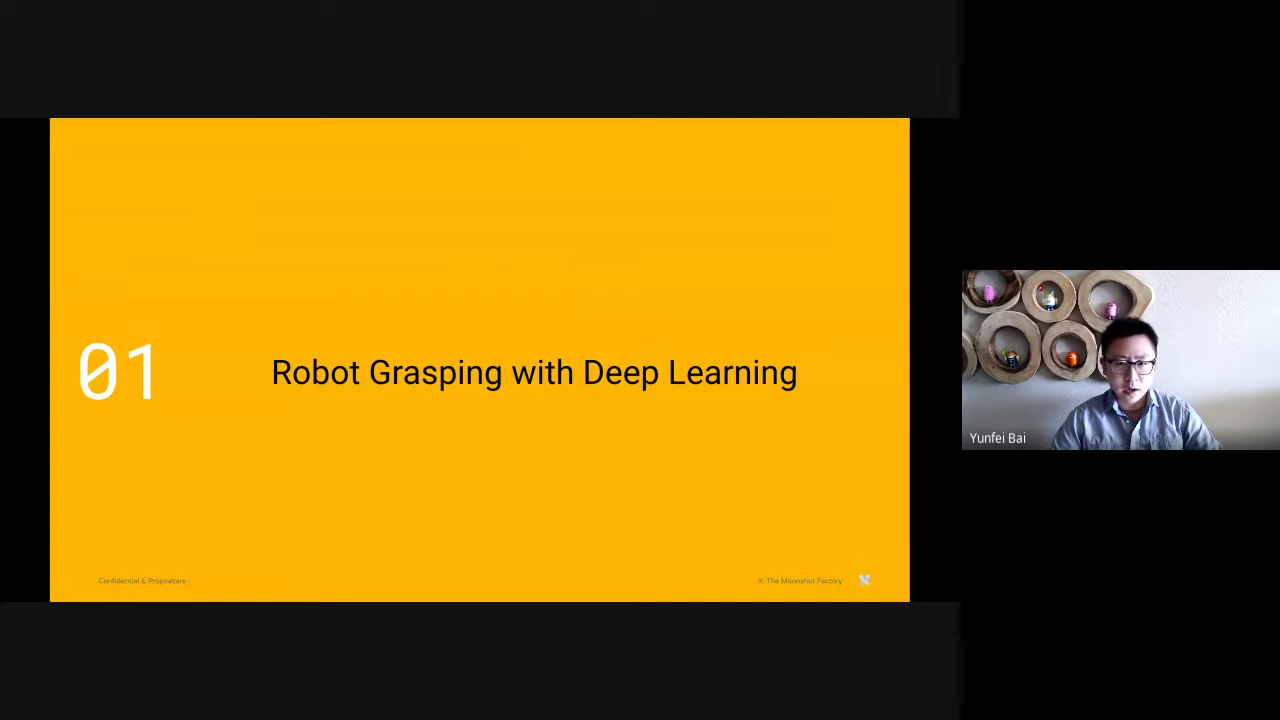 01
Robot Grasping with Deep Learning
Confidential & Proprietary
X: The Moonshot Factory
Yunfei Bai